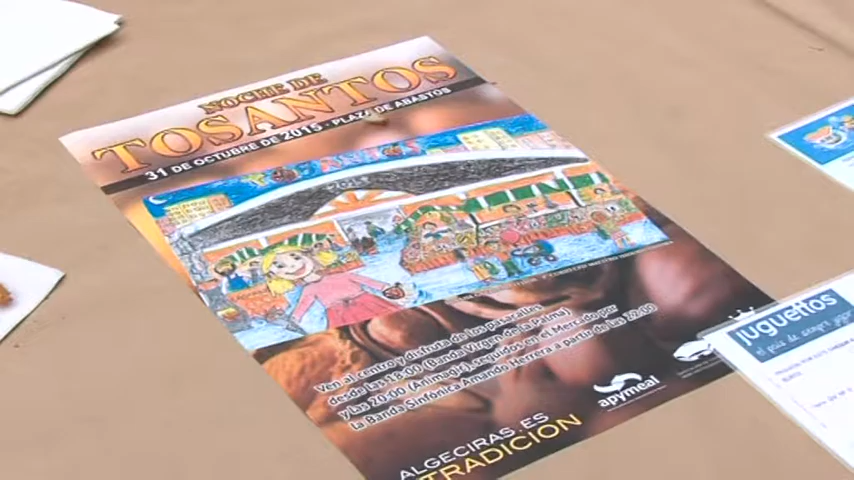 NOCHE DE
TOSANTOS
31 DE OCTUBRE DE 2015 - PLAZA DE ABASTOS
Ven al centro y disfruta de los pasacalles
desde las 18:00 (Banda Virgen de la Palma)
y las 20:00 (Animagic), seguidos en el Mercado por
la Banda Sinfónica Amando Herrera a partir de las 22:00
apymeal
ALGECIRAS ES
TRADICION
juguettos